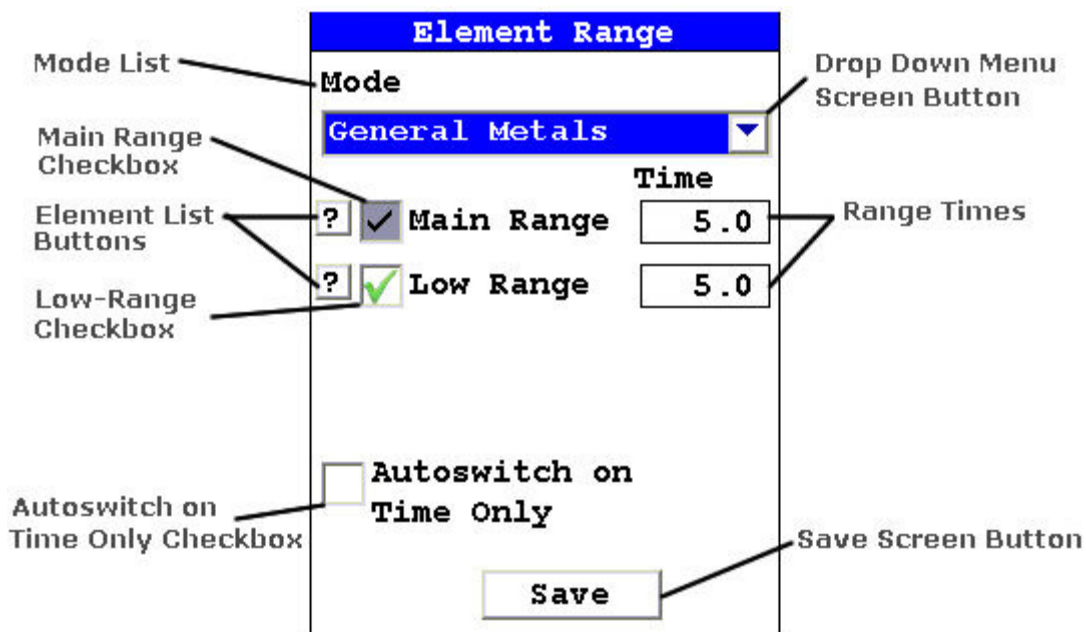 Element Range
Mode List
Mode
Drop Down Menu
Screen Button
General Metals
Main Range
Checkbox
Time
Element List
Buttons
? Main Range 5.0
Range Times
? Low Range 5.0
Low-Range
Checkbox
Autoswitch on
Time Only
Autoswitch on
Time Only Checkbox
Save Screen Button
Save